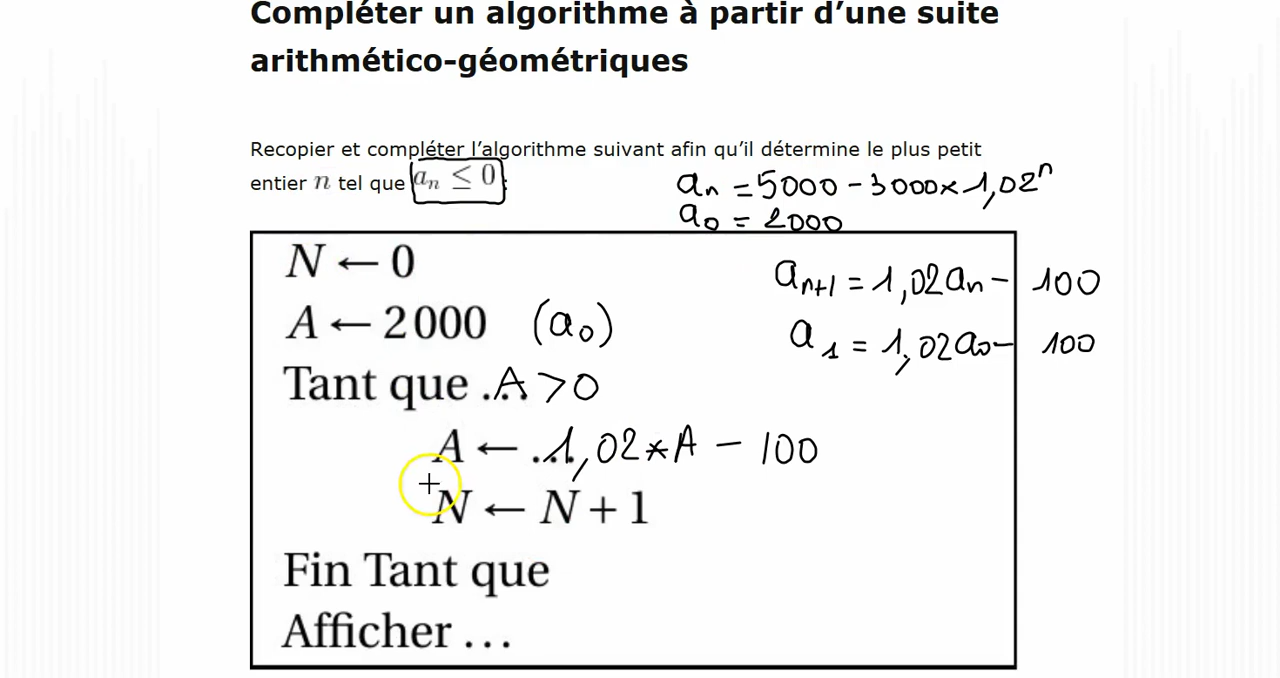 Compléter un algorithme à partir d’une suite
arithmético-géométriques
Recopier et compléter l’algorithme suivant afin qu’il détermine le plus petit
entier n tel que aₙ ≤ 0 :
aₙ = 5000 - 3000 × 1,02ⁿ
a₀ = 2000
N ← 0
A ← 2 000 (a₀)
Tant que .A. > 0
A ← ..1,02 * A - 100
N ← N + 1
Fin Tant que
Afficher ...
aₙ₊₁ = 1,02aₙ - 100
a₁ = 1,02a₀ - 100